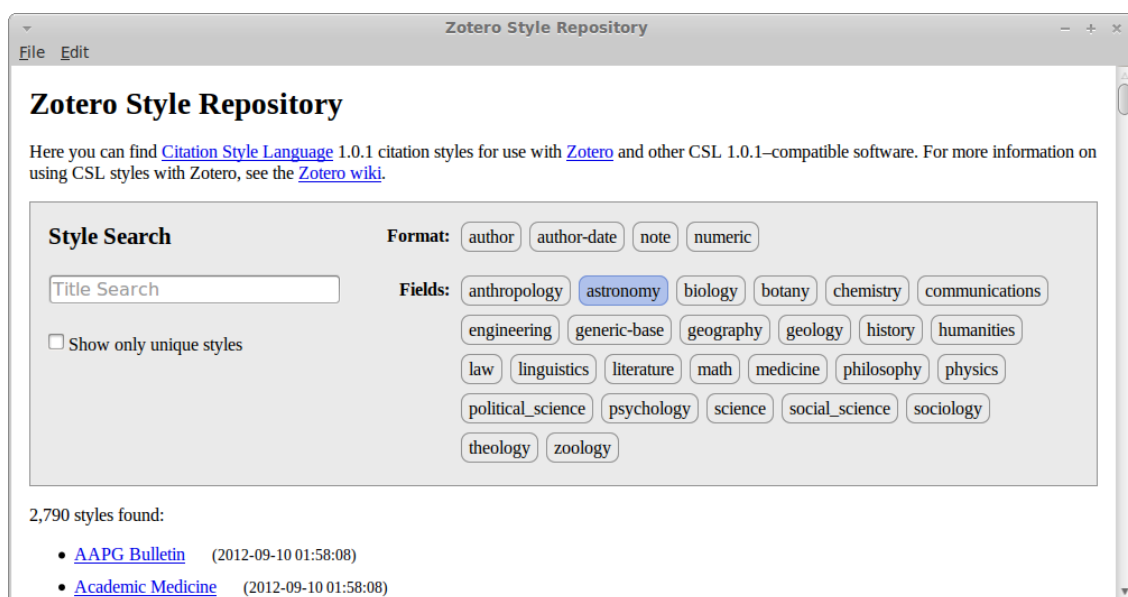 Zotero Style Repository
File Edit
Zotero Style Repository
Here you can find Citation Style Language 1.0.1 citation styles for use with Zotero and other CSL 1.0.1–compatible software. For more information on
using CSL styles with Zotero, see the Zotero wiki.
Style Search
Format: author author-date note numeric
Title Search
Fields: anthropology astronomy biology botany chemistry communications
engineering generic-base geography geology history humanities
Show only unique styles
law linguistics literature math medicine philosophy physics
political_science psychology science social_science sociology
theology zoology
2,790 styles found:
• AAPG Bulletin (2012-09-10 01:58:08)
• Academic Medicine (2012-09-10 01:58:08)